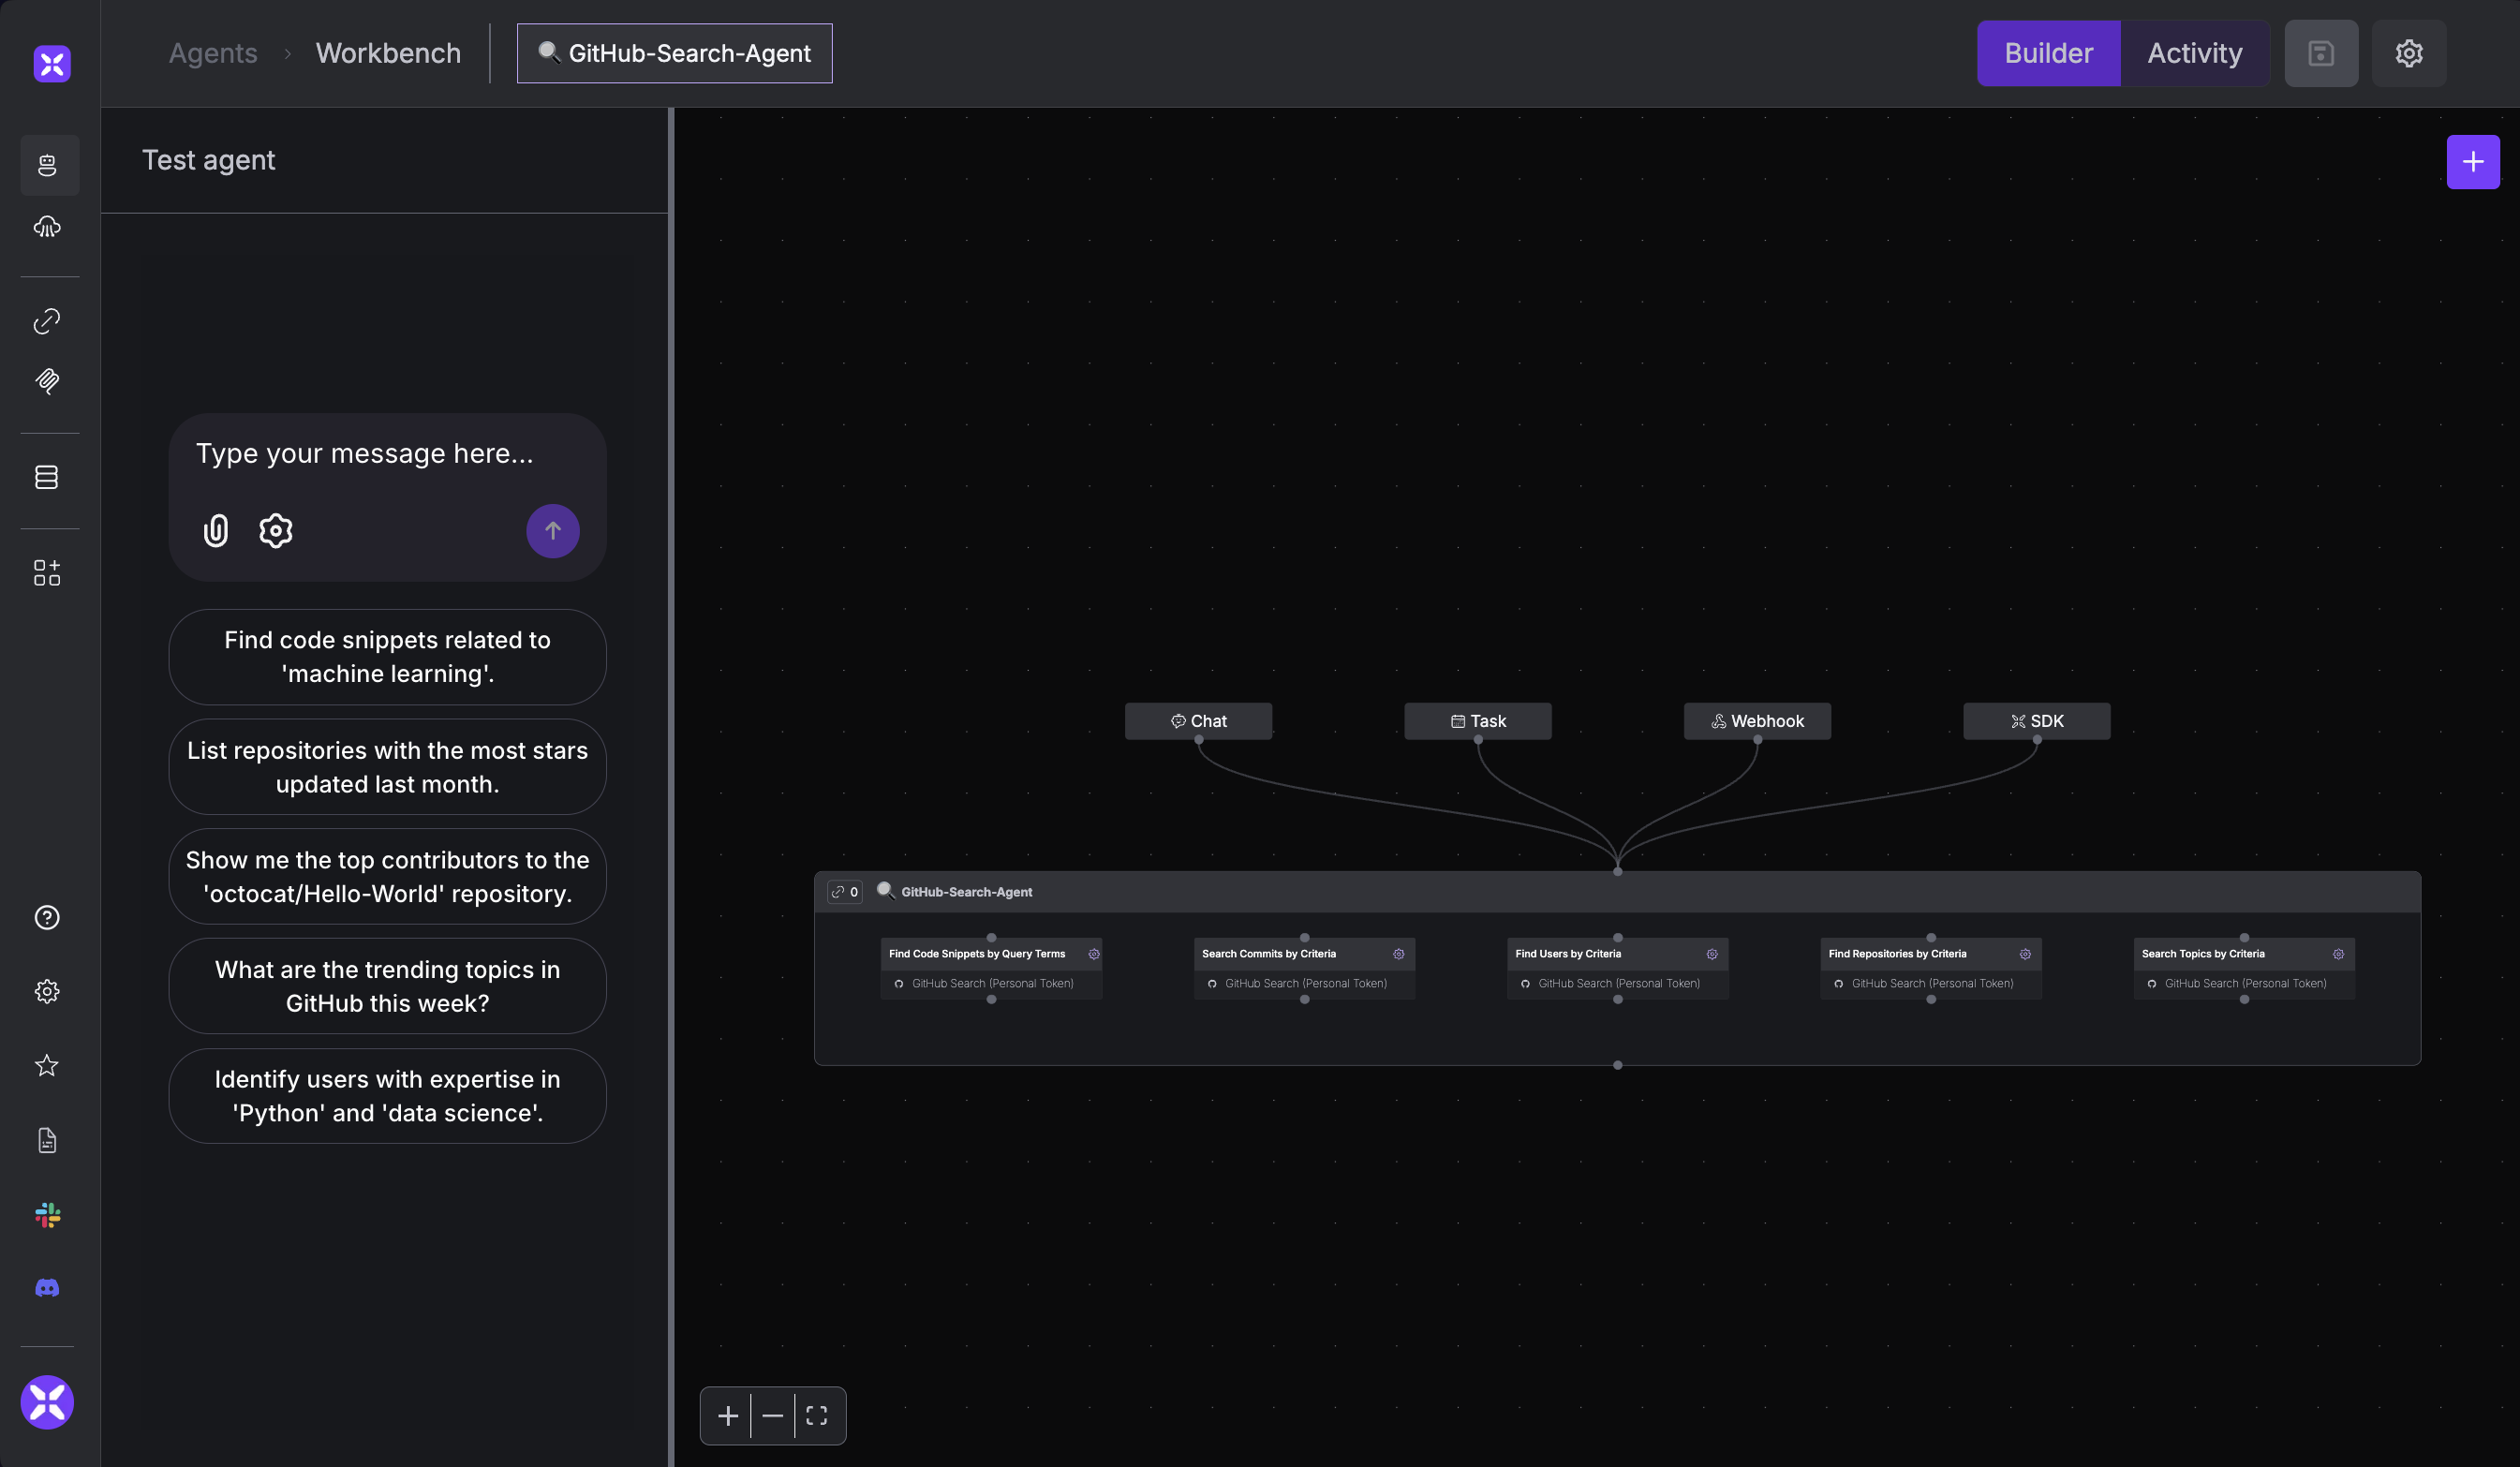 Agents
Workbench
GitHub-Search-Agent
Builder
Activity
Test agent
Type your message here...
Find code snippets related to
'machine learning'.
List repositories with the most stars
updated last month.
Show me the top contributors to the
'octocat/Hello-World' repository.
What are the trending topics in
GitHub this week?
Identify users with expertise in
'Python' and 'data science'.
Chat
Task
Webhook
SDK
0
GitHub-Search-Agent
Find Code Snippets by Query Terms
GitHub Search (Personal Token)
Search Commits by Criteria
GitHub Search (Personal Token)
Find Users by Criteria
GitHub Search (Personal Token)
Find Repositories by Criteria
GitHub Search (Personal Token)
Search Topics by Criteria
GitHub Search (Personal Token)